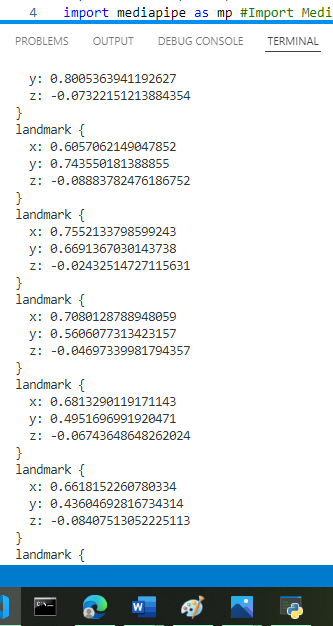 4 import mediapipe as mp #Import Medi
PROBLEMS OUTPUT DEBUG CONSOLE TERMINAL
y: 0.8005363941192627
z: -0.07322151213884354
}
landmark {
x: 0.6057062149047852
y: 0.743550181388855
z: -0.08883782476186752
}
landmark {
x: 0.7552133798599243
y: 0.6691367030143738
z: -0.02432514727115631
}
landmark {
x: 0.7080128788948059
y: 0.5606077313423157
z: -0.04697339981794357
}
landmark {
x: 0.6813290119171143
y: 0.4951696991920471
z: -0.06743648648262024
}
landmark {
x: 0.6618152260780334
y: 0.43604692816734314
z: -0.08407513052225113
}
landmark {